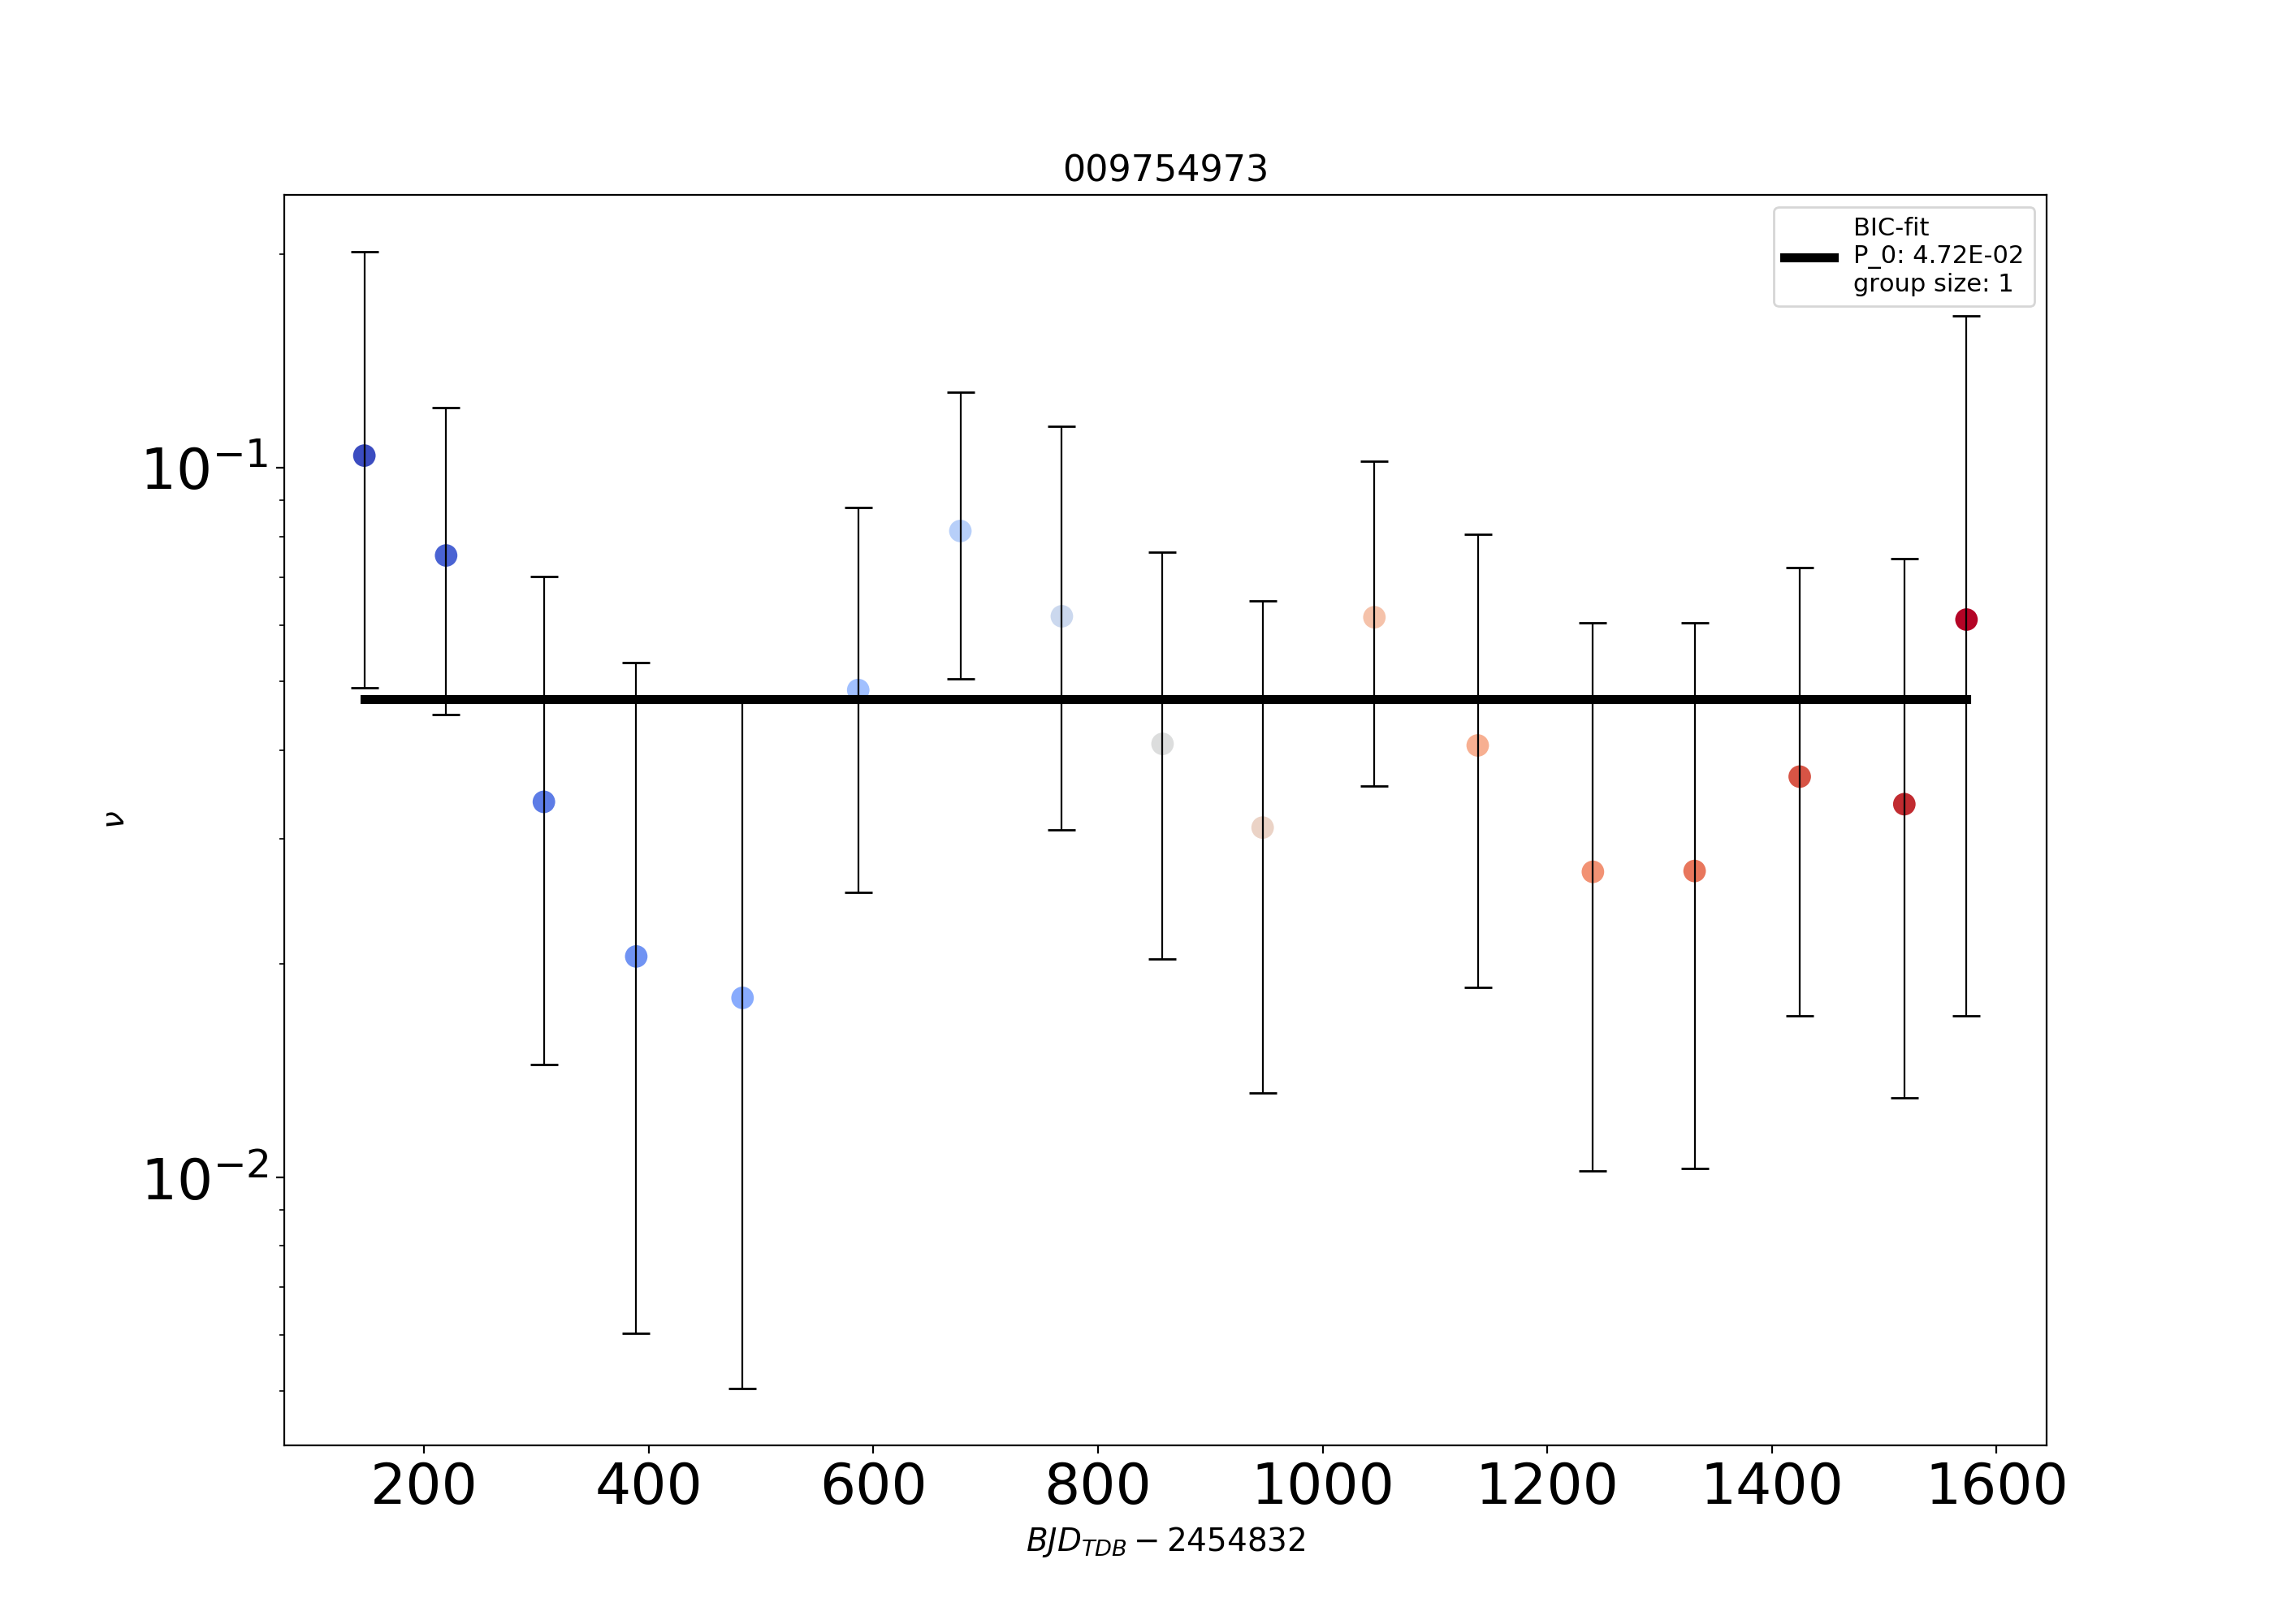 009754973
BIC-fit
P_0: 4.72E-02
group size: 1
10⁻¹
10⁻²
ν
200 400 600 800 1000 1200 1400 1600
BJD_TDB − 2454832